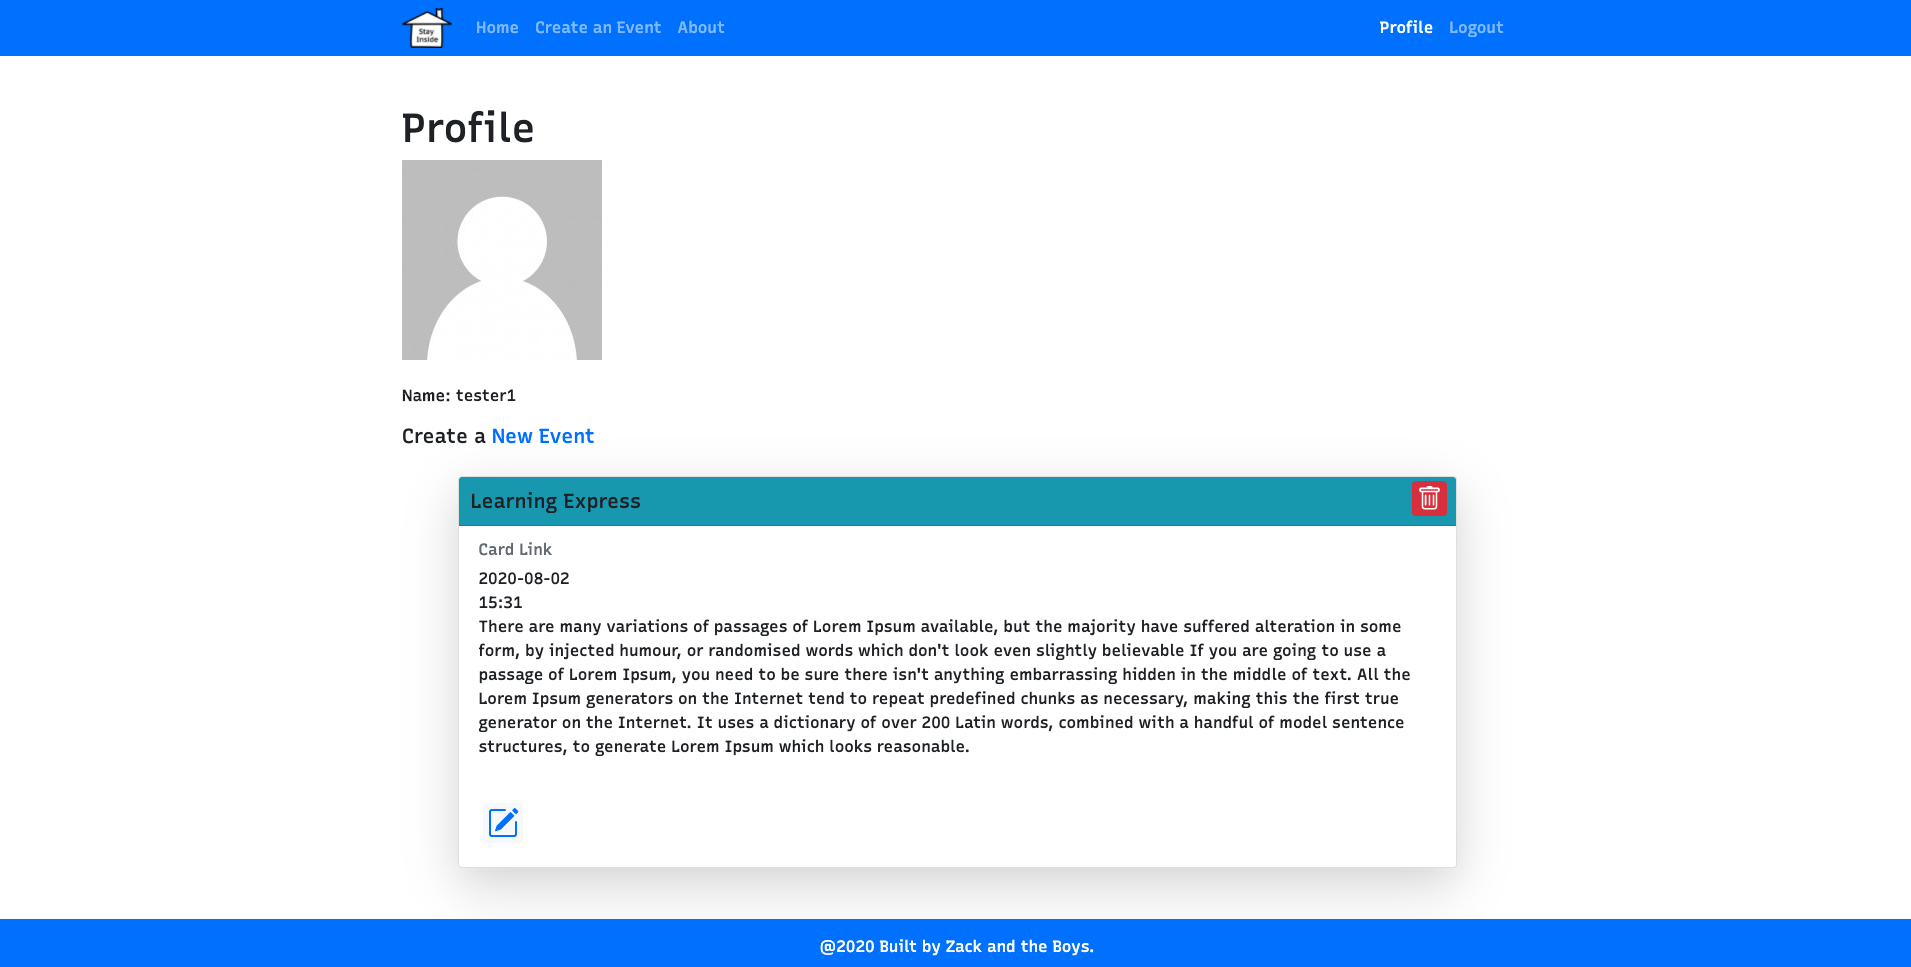 Stay
Inside
Home Create an Event About Profile Logout
Profile
Name: tester1
Create a New Event
Learning Express
Card Link
2020-08-02
15:31
There are many variations of passages of Lorem Ipsum available, but the majority have suffered alteration in some
form, by injected humour, or randomised words which don't look even slightly believable If you are going to use a
passage of Lorem Ipsum, you need to be sure there isn't anything embarrassing hidden in the middle of text. All the
Lorem Ipsum generators on the Internet tend to repeat predefined chunks as necessary, making this the first true
generator on the Internet. It uses a dictionary of over 200 Latin words, combined with a handful of model sentence
structures, to generate Lorem Ipsum which looks reasonable.
@2020 Built by Zack and the Boys.